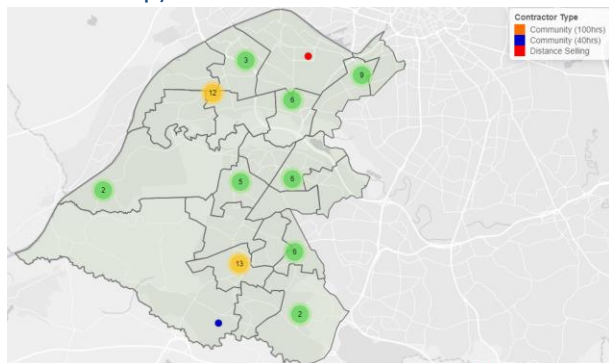 Contractor Type
Community (100hrs)
Community (40hrs)
Distance Selling
3
9
12
6
2
5
6
6
13
2